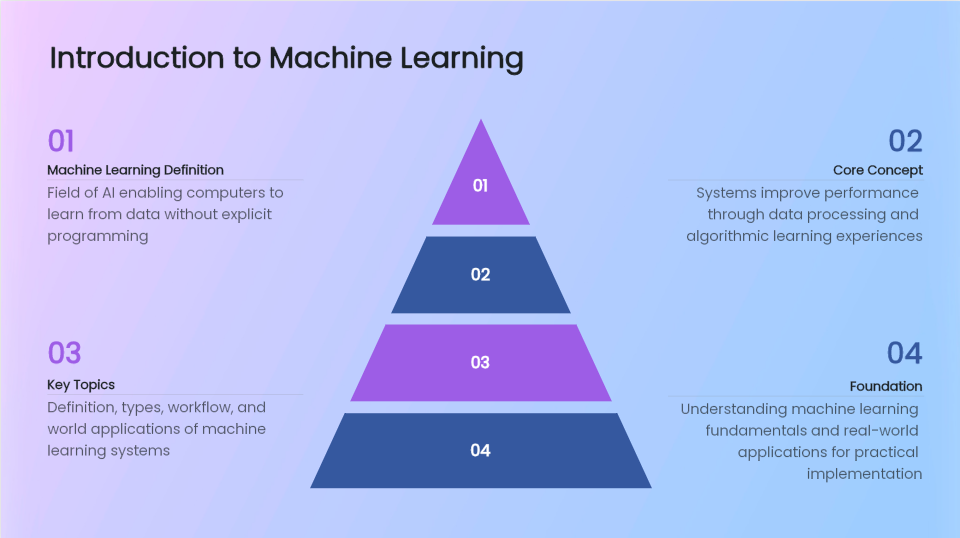 Introduction to Machine Learning
01
Machine Learning Definition
Field of AI enabling computers to
learn from data without explicit
programming
02
Core Concept
Systems improve performance
through data processing and
algorithmic learning experiences
03
Key Topics
Definition, types, workflow, and
world applications of machine
learning systems
04
Foundation
Understanding machine learning
fundamentals and real-world
applications for practical
implementation
01
02
03
04